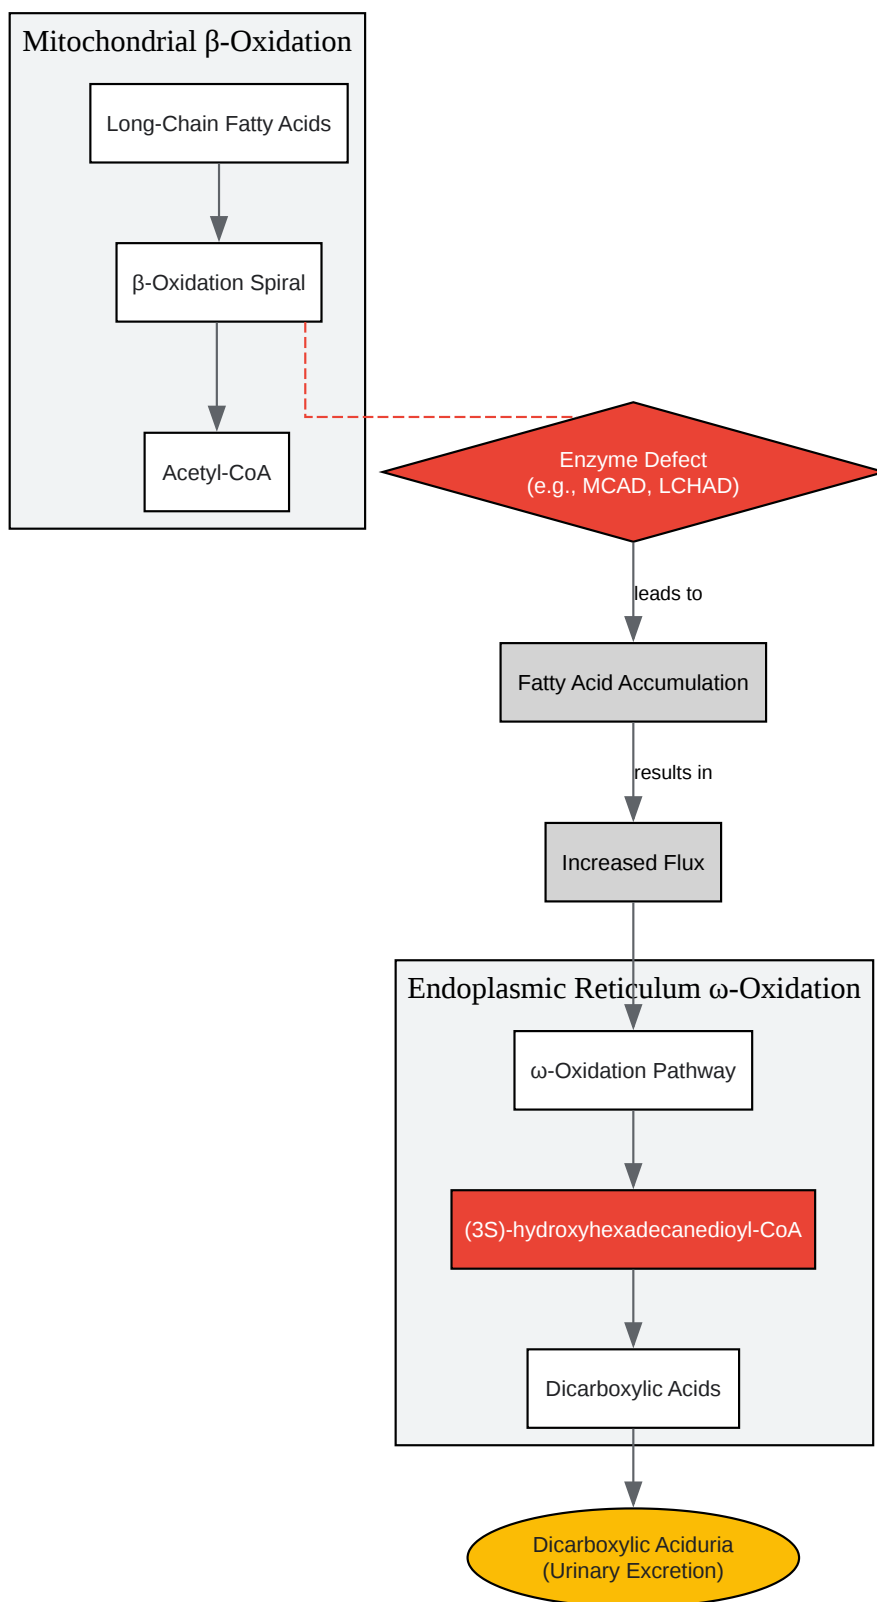 Mitochondrial β-Oxidation
Long-Chain Fatty Acids
β-Oxidation Spiral
Acetyl-CoA
Enzyme Defect
(e.g., MCAD, LCHAD)
leads to
Fatty Acid Accumulation
results in
Increased Flux
Endoplasmic Reticulum ω-Oxidation
ω-Oxidation Pathway
(3S)-hydroxyhexadecanedioyl-CoA
Dicarboxylic Acids
Dicarboxylic Aciduria
(Urinary Excretion)